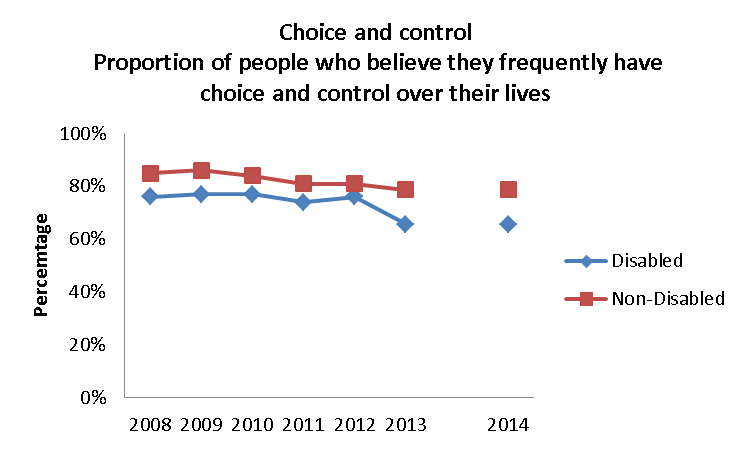 Choice and control
Proportion of people who believe they frequently have
choice and control over their lives
100%
80%
60%
40%
20%
0%
Percemtage
2008 2009 2010 2011 2012 2013 2014
Disabled
Non-Disabled